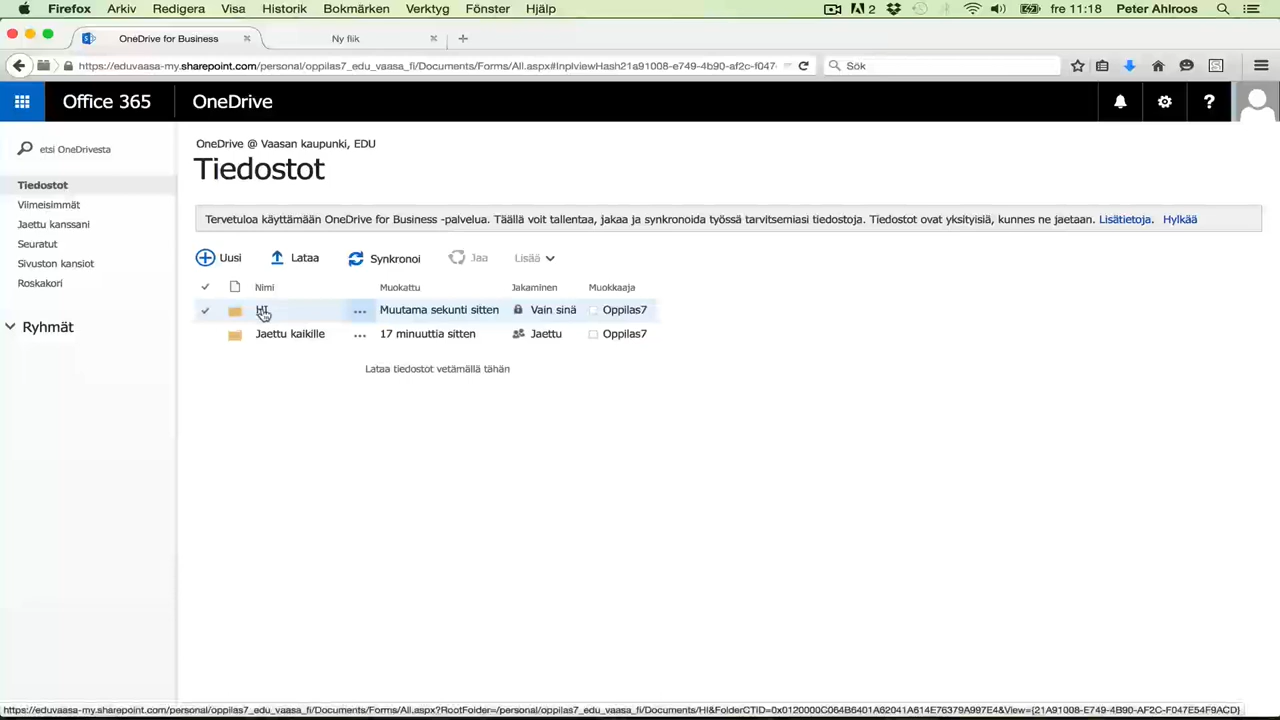 Firefox Arkiv Redigera Visa Historik Bokmärken Verktyg Fönster Hjälp 2 fre 11:18 Peter Ahlroos
OneDrive for Business Ny flik
https://eduvaasa-my.sharepoint.com/personal/oppilas7_edu_vaasa_fi/Documents/Forms/All.aspx#InplviewHash21a91008-e749-4b90-af2c-f047 Sök
Office 365 OneDrive ?
etsi OneDrivesta
Tiedostot
Viimeisimmät
Jaettu kanssani
Seuratut
Sivuston kansiot
Roskakori
Ryhmät
OneDrive @ Vaasan kaupunki, EDU
Tiedostot
Tervetuloa käyttämään OneDrive for Business -palvelua. Täällä voit tallentaa, jakaa ja synkronoida työssä tarvitsemiasi tiedostoja. Tiedostot ovat yksityisiä, kunnes ne jaetaan. Lisätietoja. Hylkää
Uusi Lataa Synkronoi Jaa Lisää
Nimi Muokattu Jakaminen Muokkaaja
HI ... Muutama sekunti sitten Vain sinä Oppilas7
Jaettu kaikille ... 17 minuuttia sitten Jaettu Oppilas7
Lataa tiedostot vetämällä tähän
https://eduvaasa-my.sharepoint.com/personal/oppilas7_edu_vaasa_fi/Documents/Forms/All.aspx?RootFolder=/personal/oppilas7_edu_vaasa_fi/Documents/HI&FolderCTID=0x0120000C064B6401A62041A614E76379A997E4&View={21A91008-E749-4B90-AF2C-F047E54F9ACD}